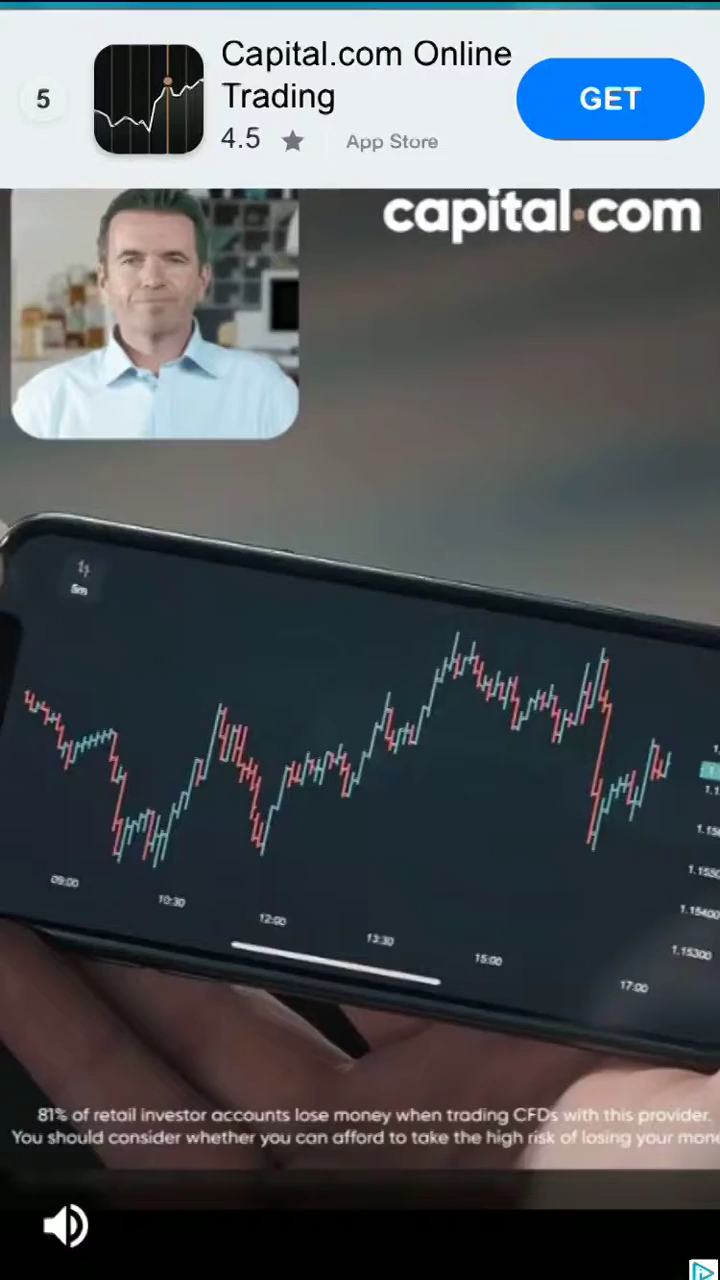 5
Capital.com Online
Trading
GET
4.5
App Store
capital.com
5m
09:00
10:30
12:00
13:30
15:00
17:00
1.15400
1.15300
81% of retail investor accounts lose money when trading CFDs with this provider.
You should consider whether you can afford to take the high risk of losing your mone